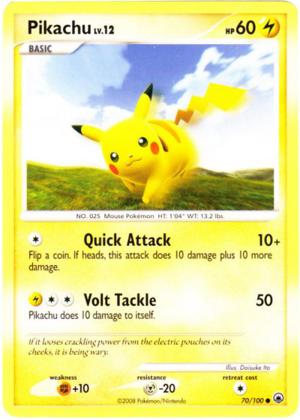 Pikachu LV.12 HP 60
BASIC
NO. 025 Mouse Pokémon HT: 1'04" WT: 13.2 lbs.
Quick Attack 10+
Flip a coin. If heads, this attack does 10 damage plus 10 more
damage.
Volt Tackle 50
Pikachu does 10 damage to itself.
If it looses crackling power from the electric pouches on its
cheeks, it is being wary.
Illus. Daisuke Ito
weakness resistance retreat cost
+10 -20
©2008 Pokémon/Nintendo 70/100